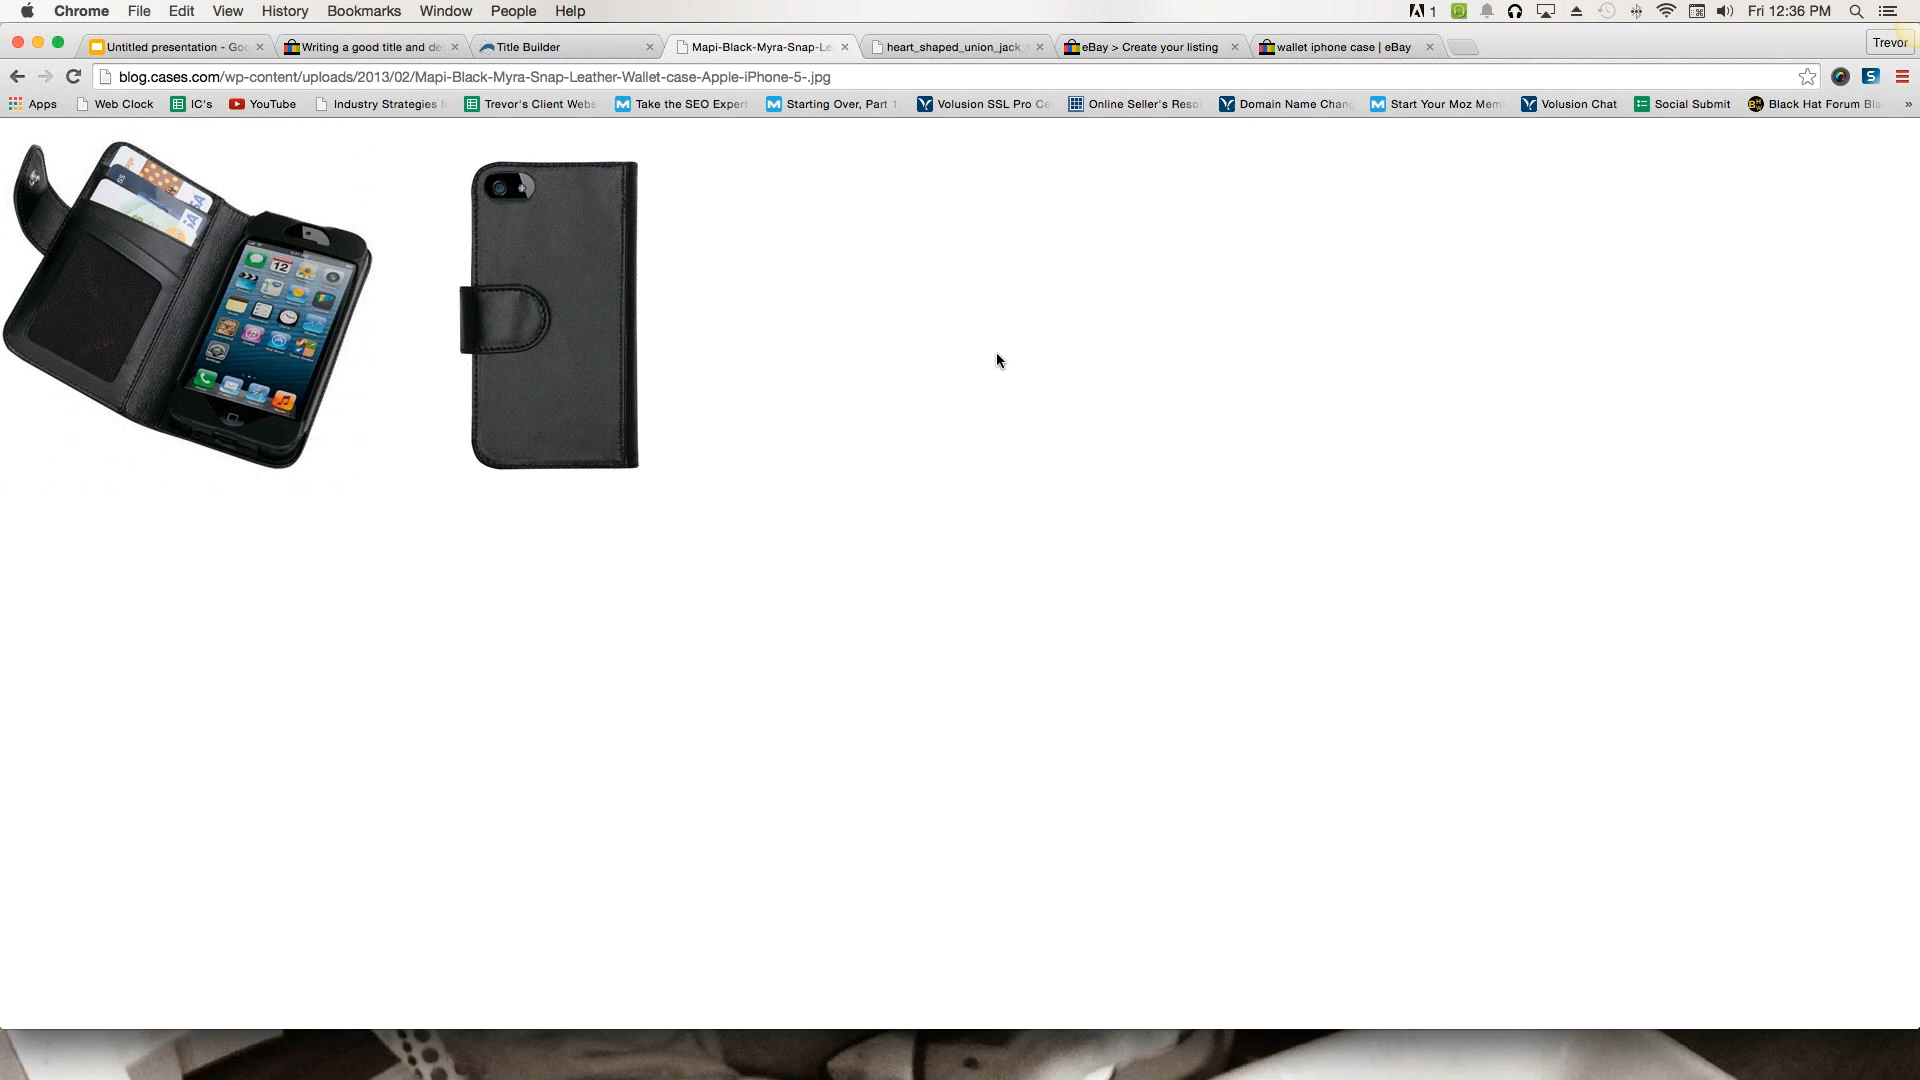 Chrome File Edit View History Bookmarks Window People Help 1 Fri 12:36 PM
Untitled presentation - Goo Writing a good title and de Title Builder Mapi-Black-Myra-Snap-Le heart_shaped_union_jack_ eBay > Create your listing wallet iphone case | eBay Trevor
blog.cases.com/wp-content/uploads/2013/02/Mapi-Black-Myra-Snap-Leather-Wallet-case-Apple-iPhone-5-.jpg
Apps Web Clock IC's YouTube Industry Strategies Trevor's Client Webs Take the SEO Expert Starting Over, Part 1 Volusion SSL Pro Ce Online Seller's Reso Domain Name Chang Start Your Moz Mem Volusion Chat Social Submit Black Hat Forum Bla »
VISA
12
MAPI